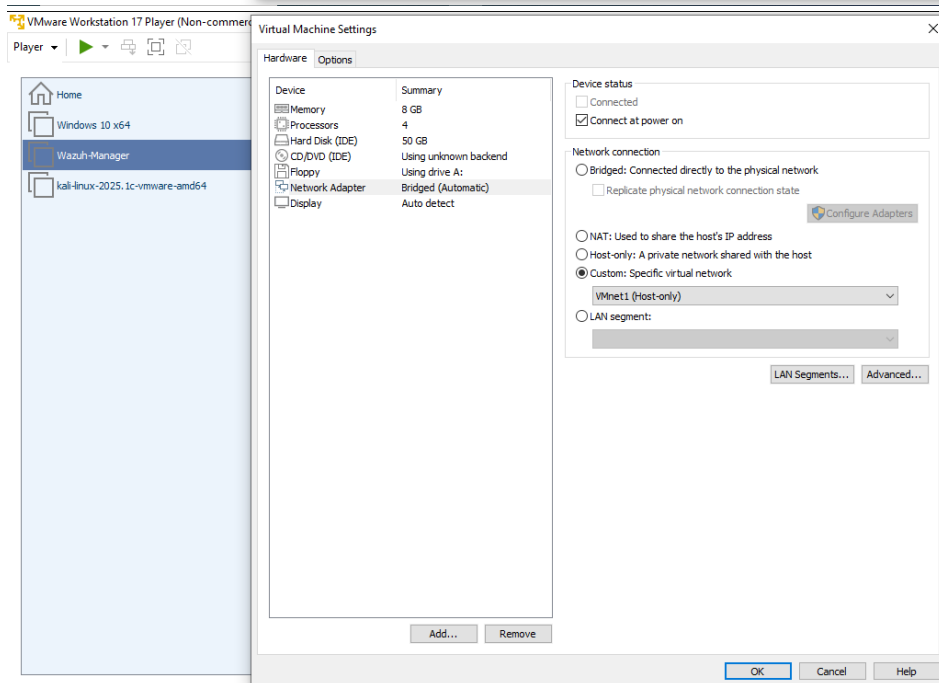 VMware Workstation 17 Player (Non-commerc
Player
Home
Windows 10 x64
Wazuh-Manager
kali-linux-2025.1c-vmware-amd64
Virtual Machine Settings
Hardware Options
Device Summary
Memory 8 GB
Processors 4
Hard Disk (IDE) 50 GB
CD/DVD (IDE) Using unknown backend
Floppy Using drive A:
Network Adapter Bridged (Automatic)
Display Auto detect
Add... Remove
Device status
Connected
Connect at power on
Network connection
Bridged: Connected directly to the physical network
Replicate physical network connection state
Configure Adapters
NAT: Used to share the host's IP address
Host-only: A private network shared with the host
Custom: Specific virtual network
VMnet1 (Host-only)
LAN segment:
LAN Segments... Advanced...
OK Cancel Help